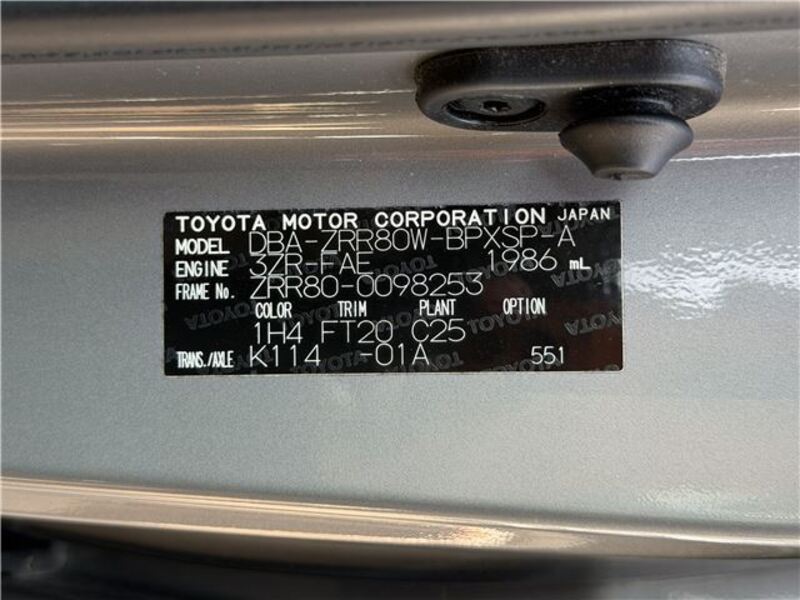 TOYOTA MOTOR CORPORATION JAPAN
MODEL DBA-ZRR80W-BPXSP-A
ENGINE 3ZR-FAE 1986 mL
FRAME No. ZRR80-0098253
COLOR TRIM PLANT OPTION
1H4 FT20 C25
TRANS./AXLE K114 -01A 551